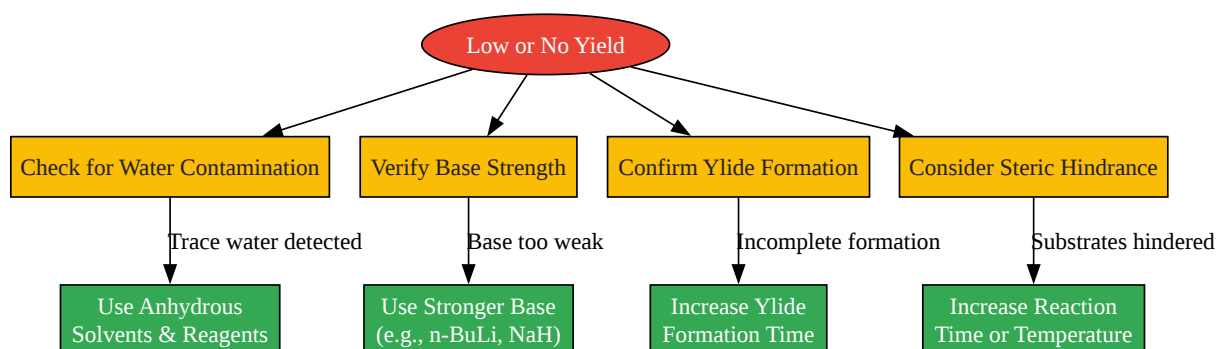 Low or No Yield
Check for Water Contamination
Verify Base Strength
Confirm Ylide Formation
Consider Steric Hindrance
Trace water detected
Base too weak
Incomplete formation
Substrates hindered
Use Anhydrous
Solvents & Reagents
Use Stronger Base
(e.g., n-BuLi, NaH)
Increase Ylide
Formation Time
Increase Reaction
Time or Temperature